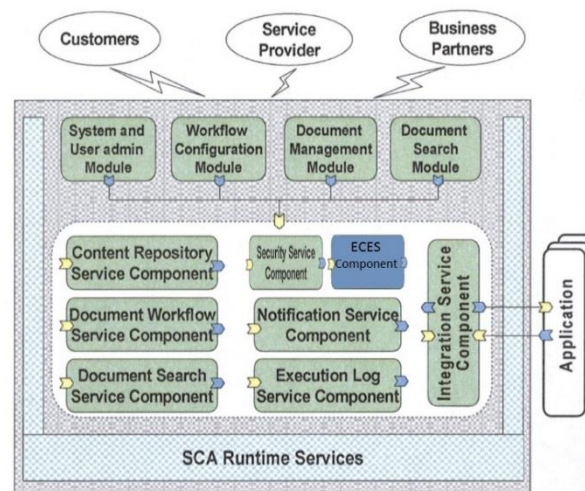 Customers
Service
Provider
Business
Partners
System and
User admin
Module
Workflow
Configuration
Module
Document
Management
Module
Document
Search
Module
Content Repository
Service Component
Security Service
Component
ECES
Component
Document Workflow
Service Component
Notification Service
Component
Document Search
Service Component
Execution Log
Service Component
Integration Service
Component
Application
SCA Runtime Services